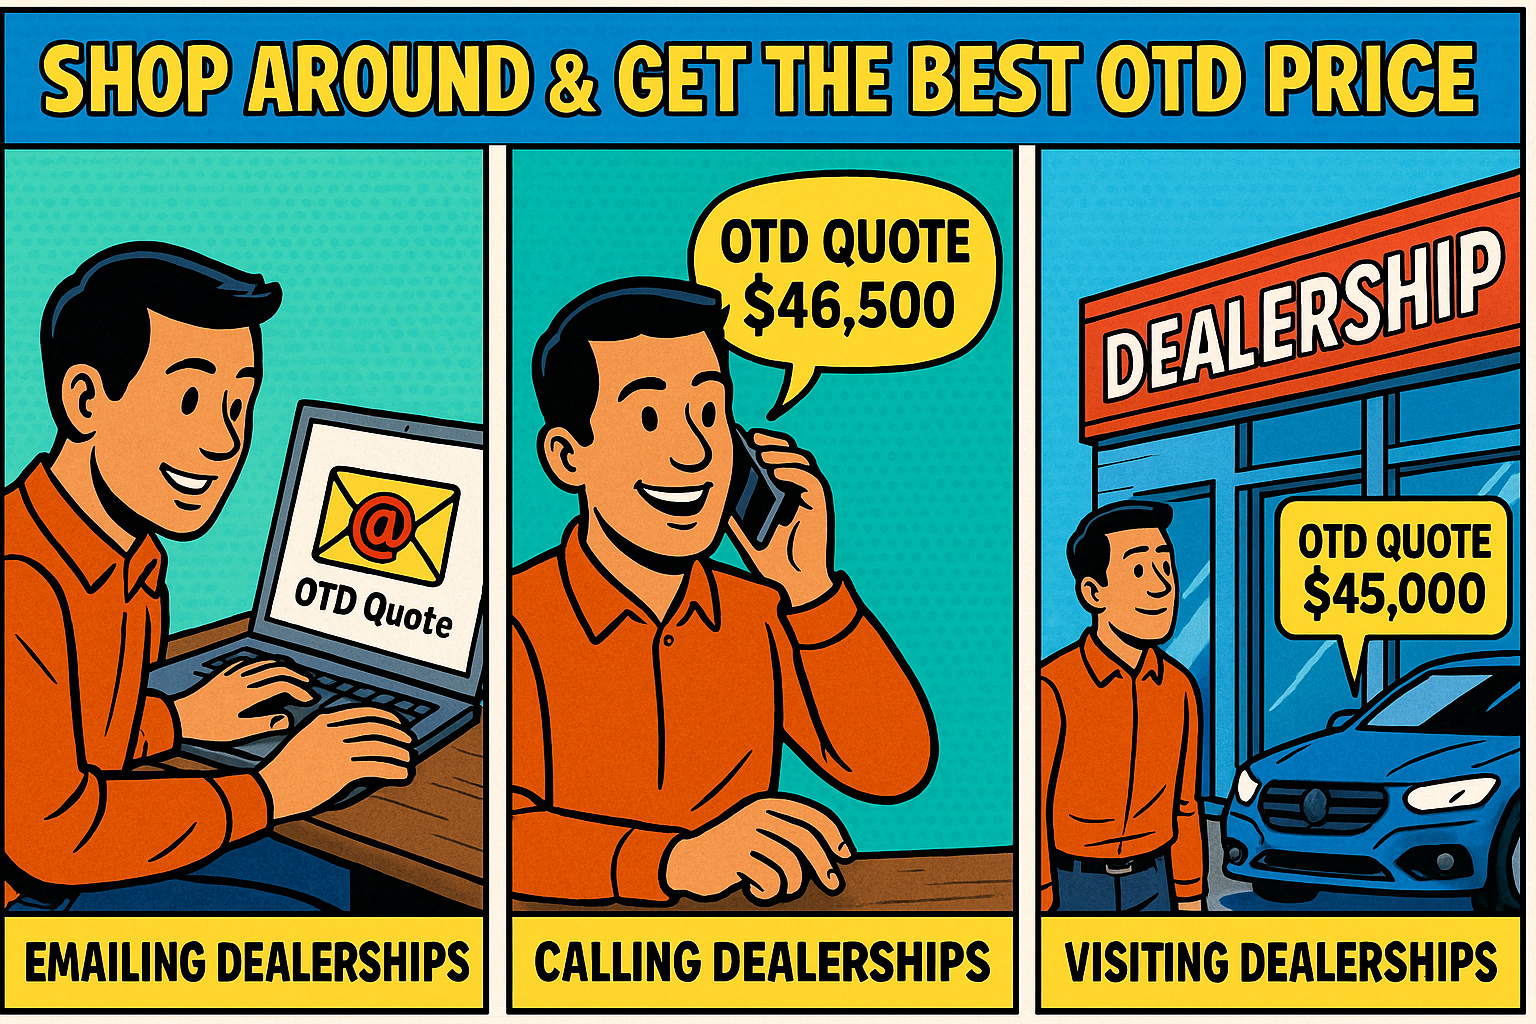 SHOP AROUND & GET THE BEST OTD PRICE
@
OTD Quote
EMAILING DEALERSHIPS
OTD QUOTE
$46,500
CALLING DEALERSHIPS
DEALERSHIP
OTD QUOTE
$45,000
VISITING DEALERSHIPS